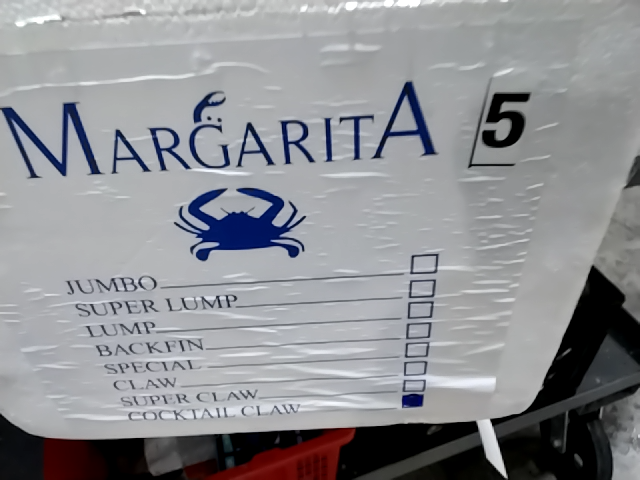 MARGARITA 5
JUMBO
SUPER LUMP
LUMP
BACKFIN
SPECIAL
CLAW
SUPER CLAW
COCKTAIL CLAW